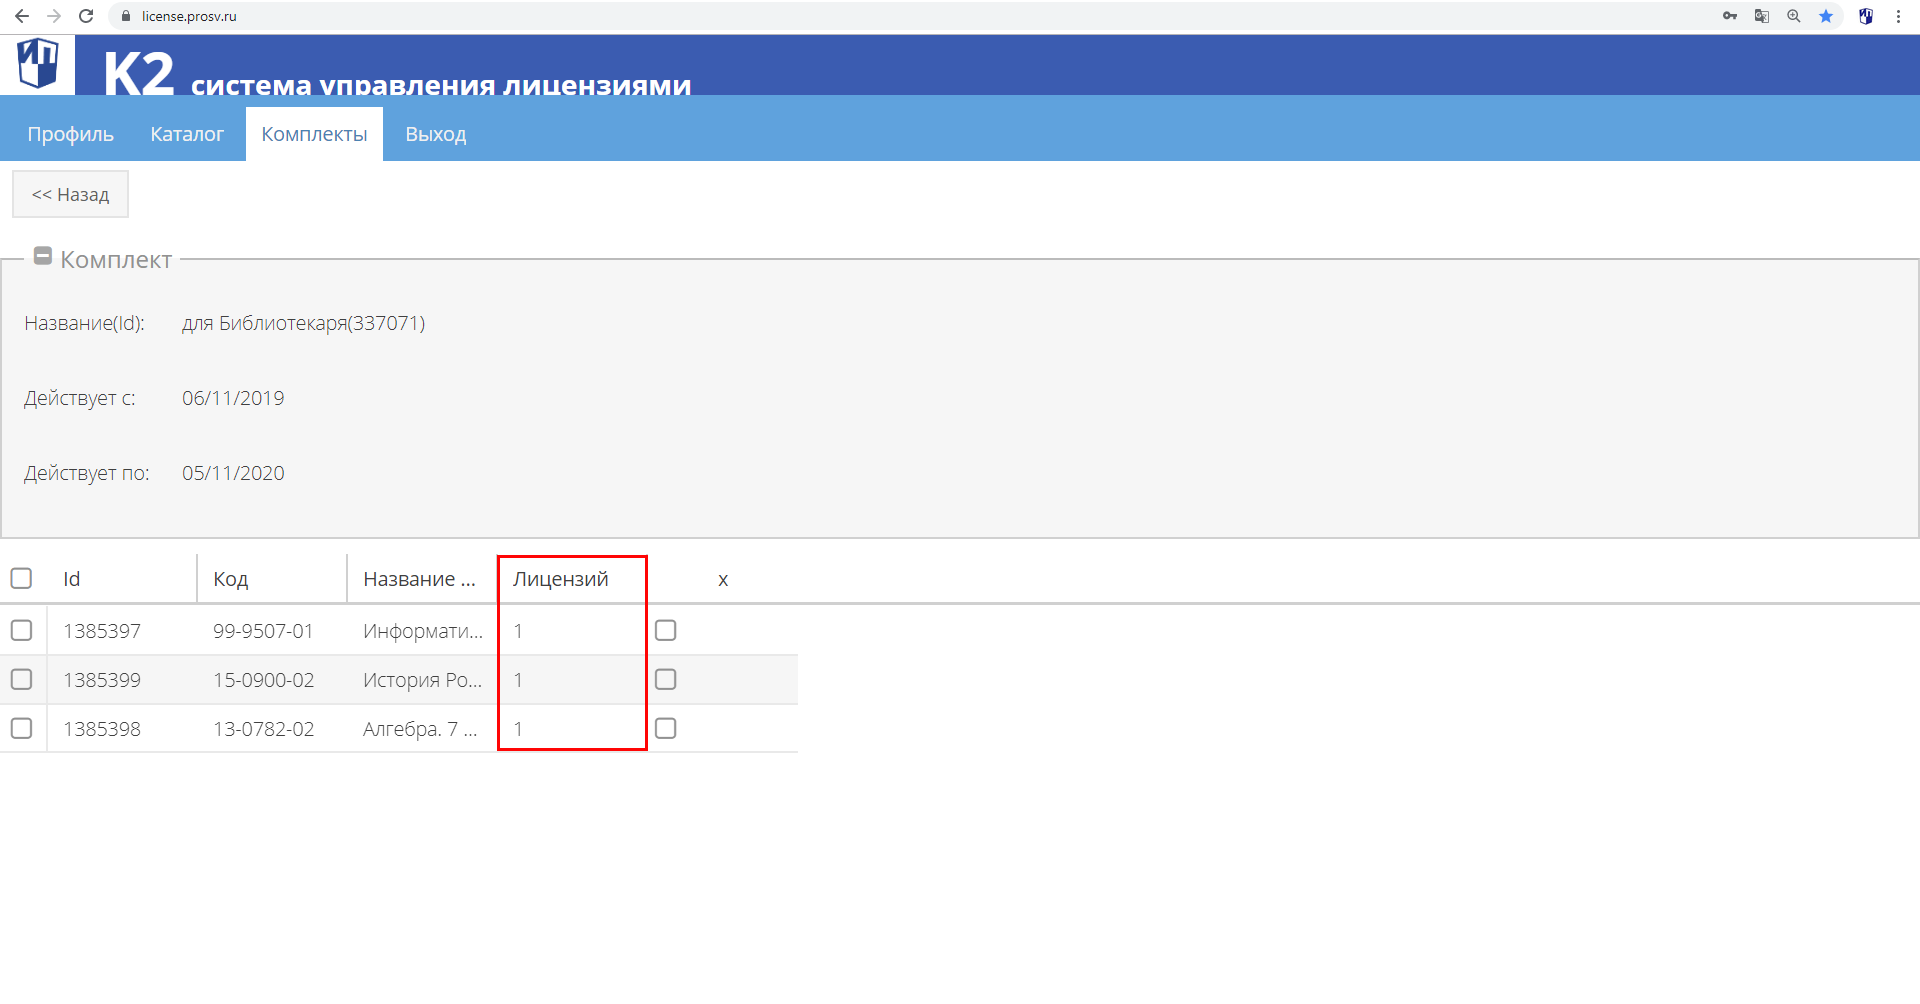 license.prosv.ru
ИП
K2 система управления лицензиями
Профиль Каталог Комплекты Выход
<< Назад
Комплект
Название(Id): для Библиотекаря(337071)
Действует с: 06/11/2019
Действует по: 05/11/2020
Id Код Название ... Лицензий x
1385397 99-9507-01 Информати... 1
1385399 15-0900-02 История Ро... 1
1385398 13-0782-02 Алгебра. 7 ... 1